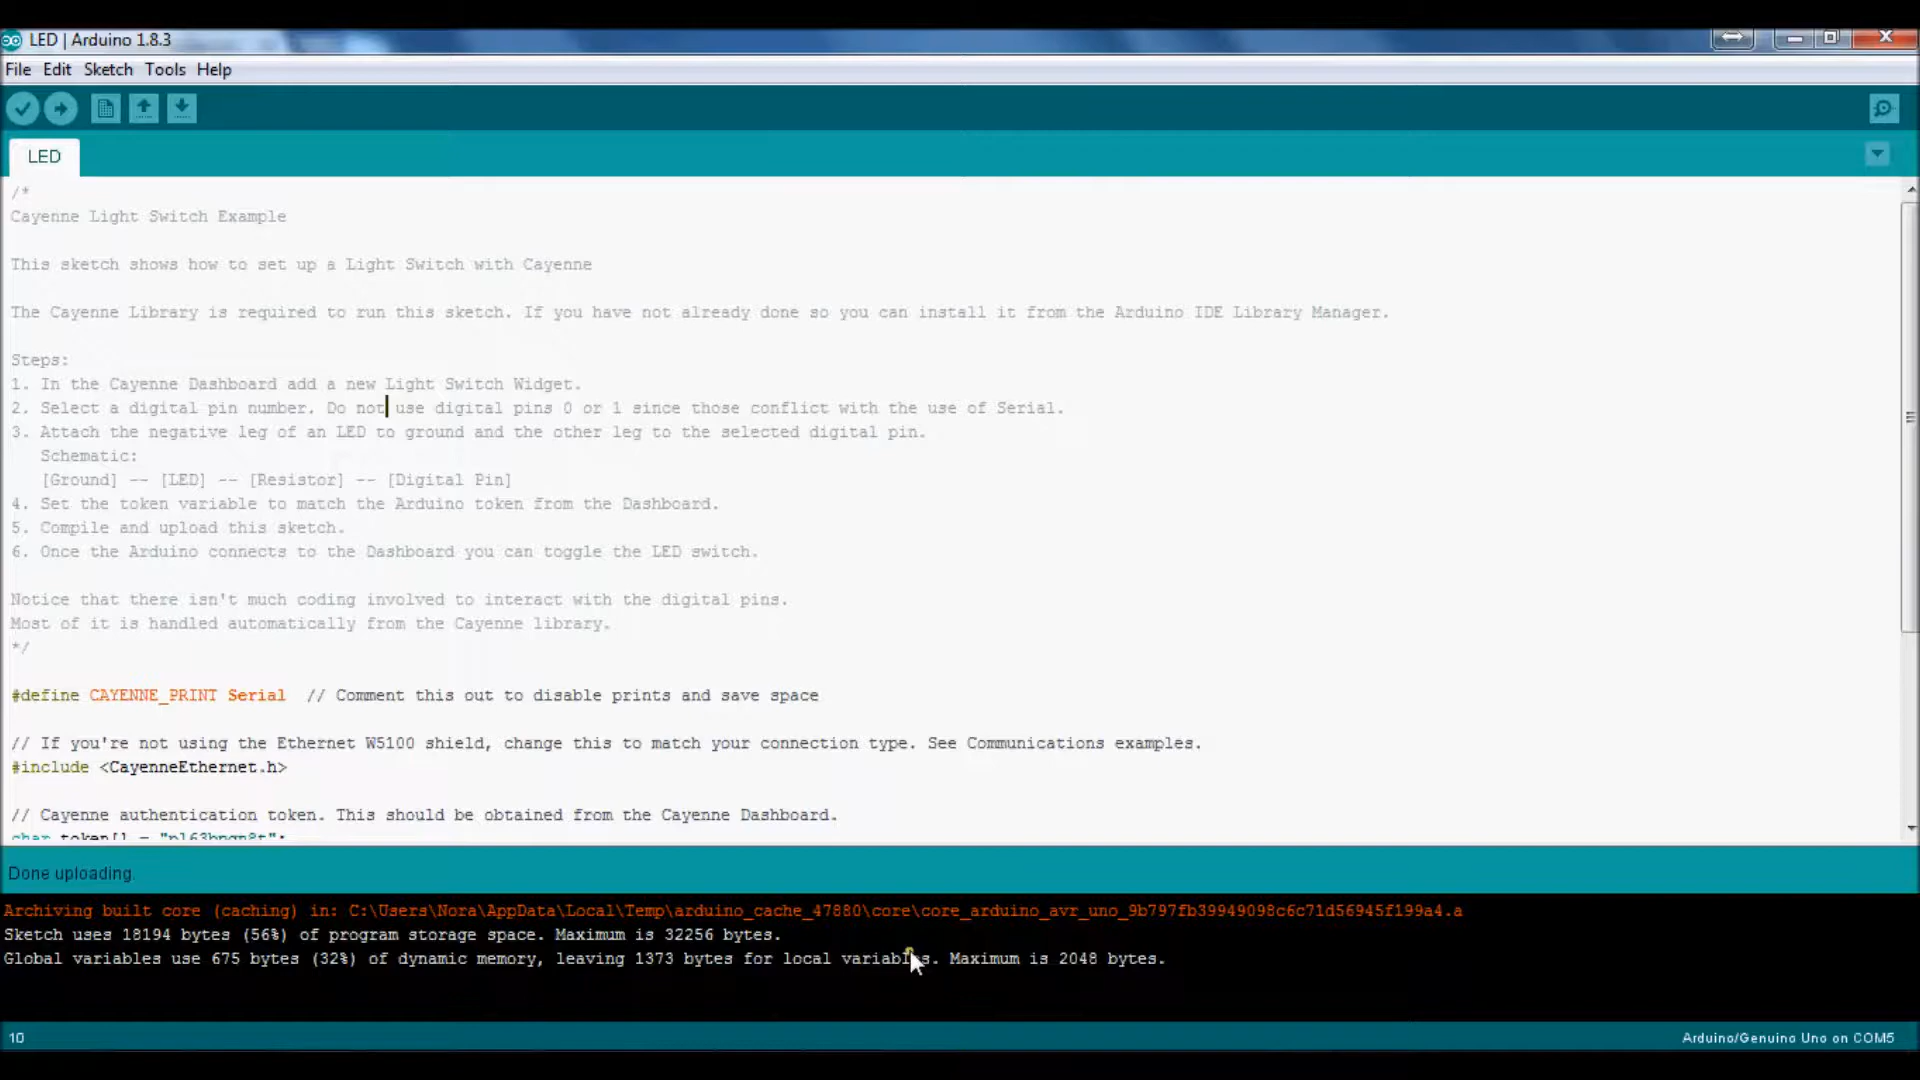 LED | Arduino 1.8.3
File Edit Sketch Tools Help
LED
/*
Cayenne Light Switch Example
This sketch shows how to set up a Light Switch with Cayenne
The Cayenne Library is required to run this sketch. If you have not already done so you can install it from the Arduino IDE Library Manager.
Steps:
1. In the Cayenne Dashboard add a new Light Switch Widget.
2. Select a digital pin number. Do not use digital pins 0 or 1 since those conflict with the use of Serial.
3. Attach the negative leg of an LED to ground and the other leg to the selected digital pin.
Schematic:
[Ground] -- [LED] -- [Resistor] -- [Digital Pin]
4. Set the token variable to match the Arduino token from the Dashboard.
5. Compile and upload this sketch.
6. Once the Arduino connects to the Dashboard you can toggle the LED switch.
Notice that there isn't much coding involved to interact with the digital pins.
Most of it is handled automatically from the Cayenne library.
*/
#define CAYENNE_PRINT Serial // Comment this out to disable prints and save space
// If you're not using the Ethernet W5100 shield, change this to match your connection type. See Communications examples.
#include <CayenneEthernet.h>
// Cayenne authentication token. This should be obtained from the Cayenne Dashboard.
char token[] =
Done uploading.
Archiving built core (caching) in: C:\Users\Nora\AppData\Local\Temp\arduino_cache_47880\core\core_arduino_avr_uno_9b797fb39949098c6c71d56945f199a4.a
Sketch uses 18194 bytes (56%) of program storage space. Maximum is 32256 bytes.
Global variables use 675 bytes (32%) of dynamic memory, leaving 1373 bytes for local variables. Maximum is 2048 bytes.
10
Arduino/Genuino Uno on COM5